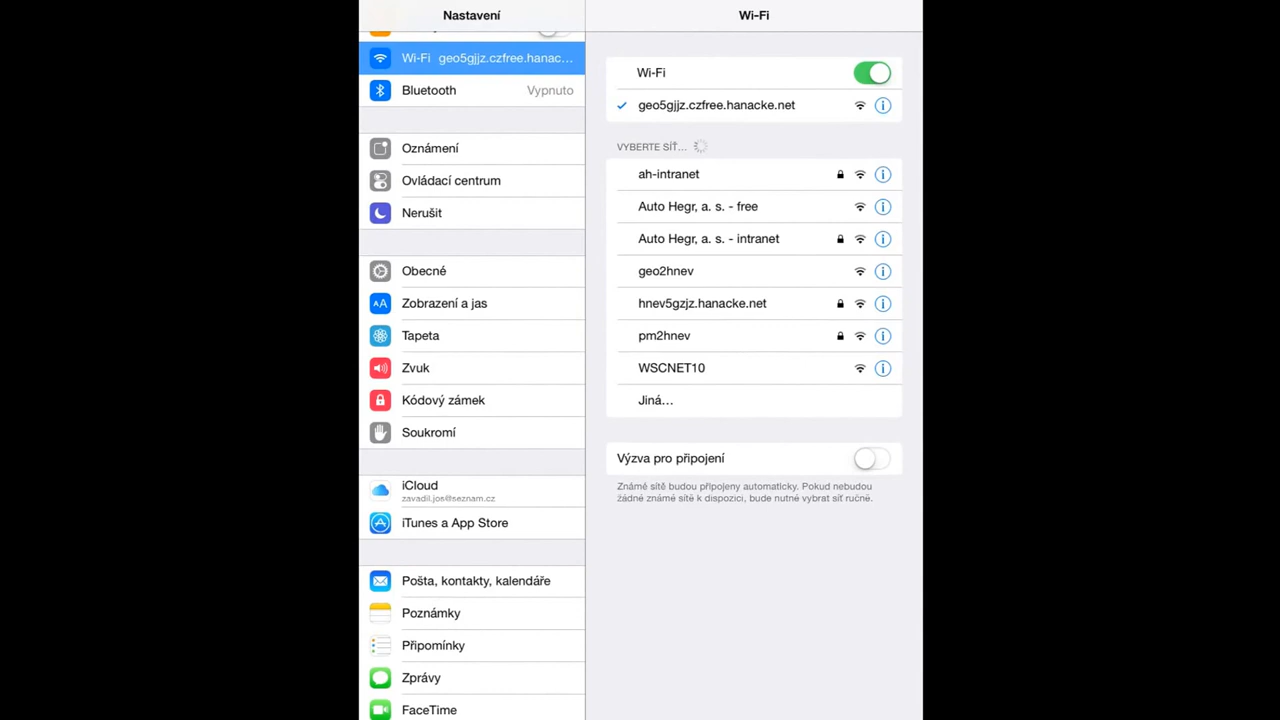 Nastavení
Wi-Fi geo5gjjz.czfree.hanac...
Bluetooth Vypnuto
Oznámení
Ovládací centrum
Nerušit
Obecné
AA Zobrazení a jas
Tapeta
Zvuk
Kódový zámek
Soukromí
iCloud
zavadil.jos@seznam.cz
iTunes a App Store
Pošta, kontakty, kalendáře
Poznámky
Připomínky
Zprávy
FaceTime
Wi-Fi
Wi-Fi
geo5gjjz.czfree.hanacke.net
VYBERTE SÍŤ...
ah-intranet
Auto Hegr, a. s. - free
Auto Hegr, a. s. - intranet
geo2hnev
hnev5gzjz.hanacke.net
pm2hnev
WSCNET10
Jiná...
Výzva pro připojení
Známé sítě budou připojeny automaticky. Pokud nebudou
žádné známé sítě k dispozici, bude nutné vybrat síť ručně.